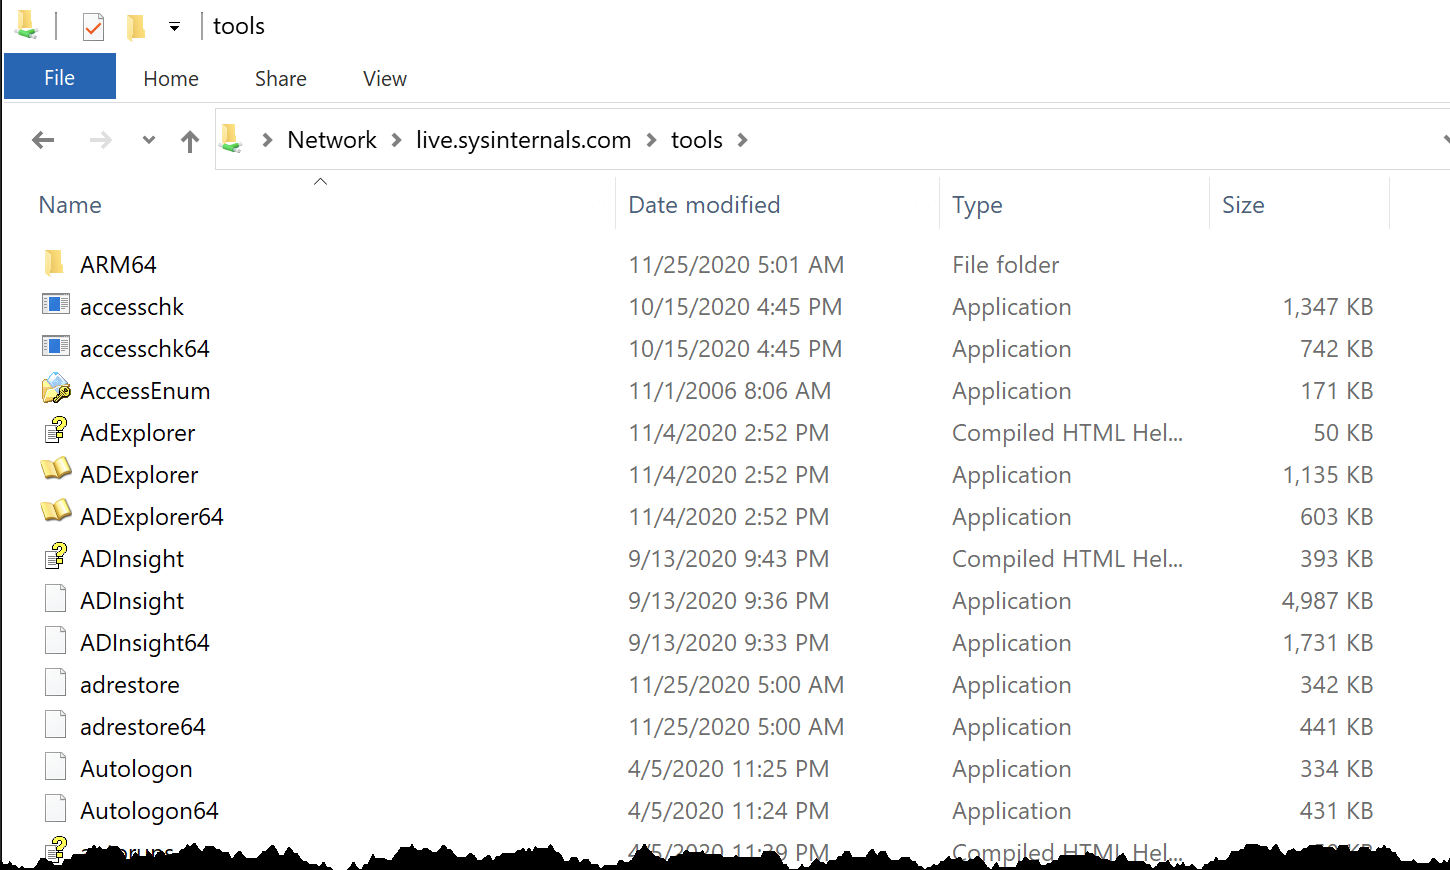 tools
File Home Share View
Network live.sysinternals.com tools
Name Date modified Type Size
ARM64 11/25/2020 5:01 AM File folder
accesschk 10/15/2020 4:45 PM Application 1,347 KB
accesschk64 10/15/2020 4:45 PM Application 742 KB
AccessEnum 11/1/2006 8:06 AM Application 171 KB
AdExplorer 11/4/2020 2:52 PM Compiled HTML Hel... 50 KB
ADExplorer 11/4/2020 2:52 PM Application 1,135 KB
ADExplorer64 11/4/2020 2:52 PM Application 603 KB
ADInsight 9/13/2020 9:43 PM Compiled HTML Hel... 393 KB
ADInsight 9/13/2020 9:36 PM Application 4,987 KB
ADInsight64 9/13/2020 9:33 PM Application 1,731 KB
adrestore 11/25/2020 5:00 AM Application 342 KB
adrestore64 11/25/2020 5:00 AM Application 441 KB
Autologon 4/5/2020 11:25 PM Application 334 KB
Autologon64 4/5/2020 11:24 PM Application 431 KB
4/5/2020 11:39 PM Compiled HTML Hel... KB